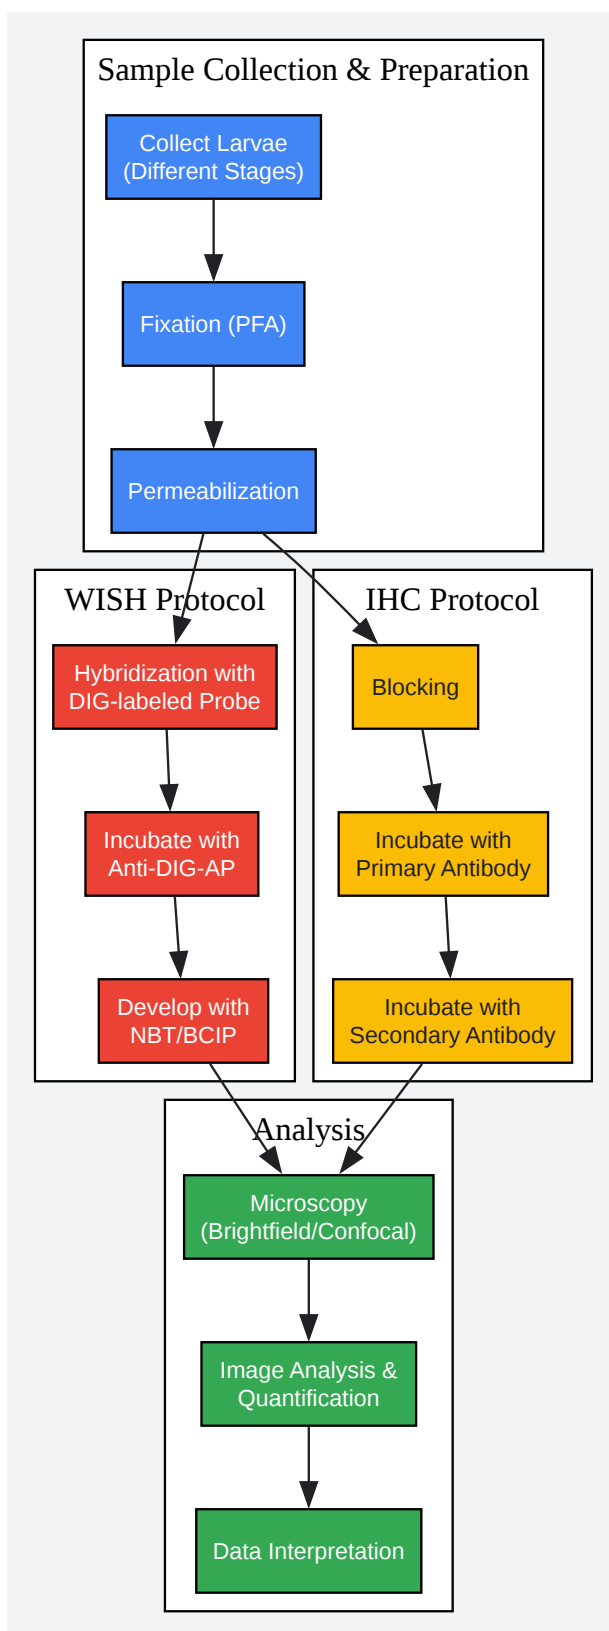 Sample Collection & Preparation
Collect Larvae
(Different Stages)
Fixation (PFA)
Permeabilization
WISH Protocol
Hybridization with
DIG-labeled Probe
Incubate with
Anti-DIG-AP
Develop with
NBT/BCIP
IHC Protocol
Blocking
Incubate with
Primary Antibody
Incubate with
Secondary Antibody
Analysis
Microscopy
(Brightfield/Confocal)
Image Analysis &
Quantification
Data Interpretation